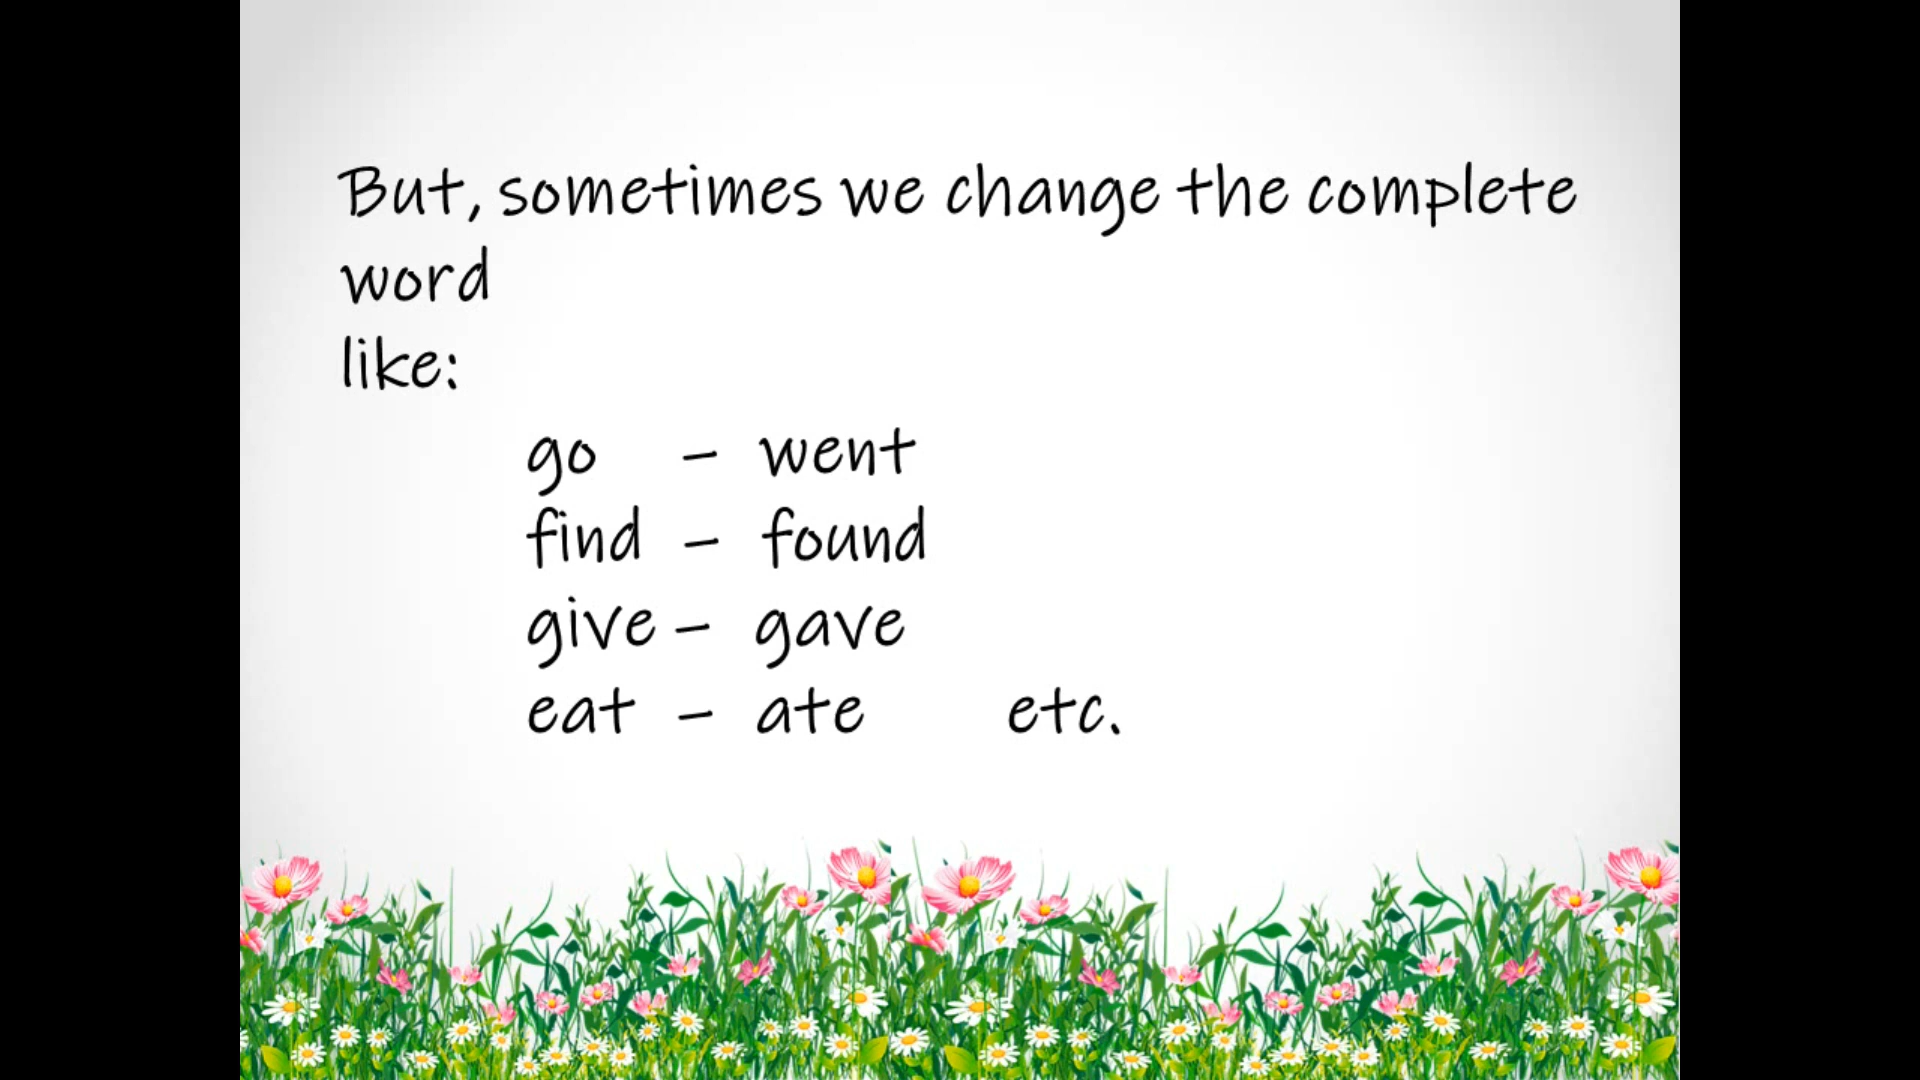 But, sometimes we change the complete
word
like:
go – went
find – found
give – gave
eat – ate etc.